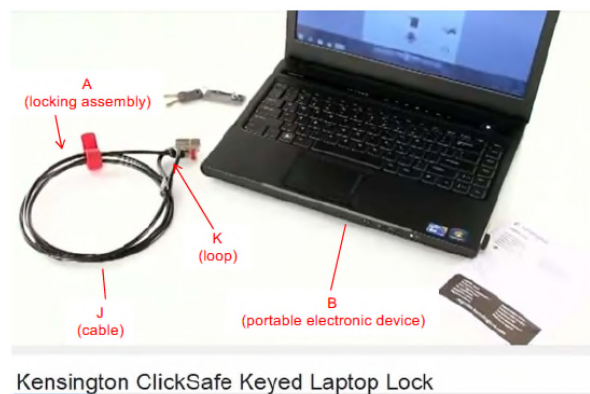 A
(locking assembly)
K
(loop)
B
(portable electronic device)
J
(cable)
Kensington ClickSafe Keyed Laptop Lock